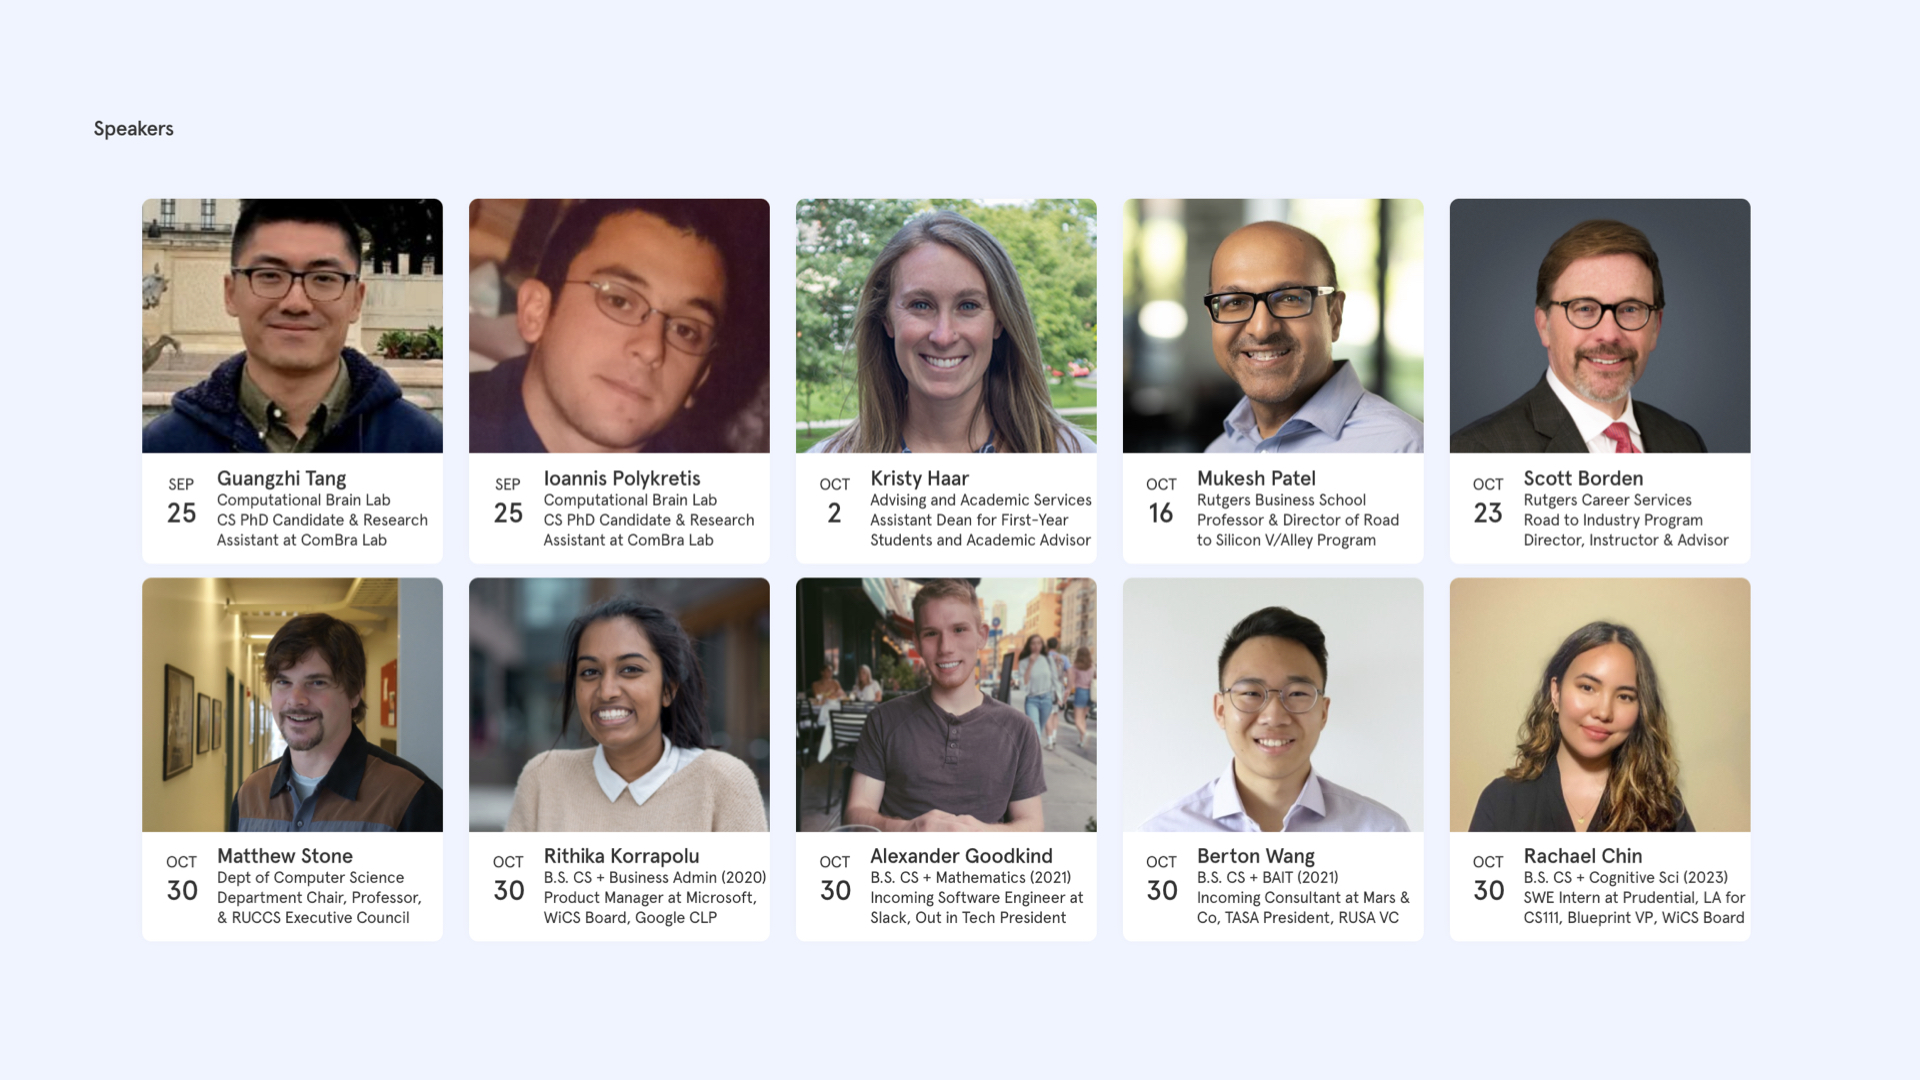 Speakers
SEP
25
Guangzhi Tang
Computational Brain Lab
CS PhD Candidate & Research
Assistant at ComBra Lab
SEP
25
Ioannis Polykretis
Computational Brain Lab
CS PhD Candidate & Research
Assistant at ComBra Lab
OCT
2
Kristy Haar
Advising and Academic Services
Assistant Dean for First-Year
Students and Academic Advisor
OCT
16
Mukesh Patel
Rutgers Business School
Professor & Director of Road
to Silicon V/Alley Program
OCT
23
Scott Borden
Rutgers Career Services
Road to Industry Program
Director, Instructor & Advisor
OCT
30
Matthew Stone
Dept of Computer Science
Department Chair, Professor,
& RUCCS Executive Council
OCT
30
Rithika Korrapolu
B.S. CS + Business Admin (2020)
Product Manager at Microsoft,
WiCS Board, Google CLP
OCT
30
Alexander Goodkind
B.S. CS + Mathematics (2021)
Incoming Software Engineer at
Slack, Out in Tech President
OCT
30
Berton Wang
B.S. CS + BAIT (2021)
Incoming Consultant at Mars &
Co, TASA President, RUSA VC
OCT
30
Rachael Chin
B.S. CS + Cognitive Sci (2023)
SWE Intern at Prudential, LA for
CS111, Blueprint VP, WiCS Board